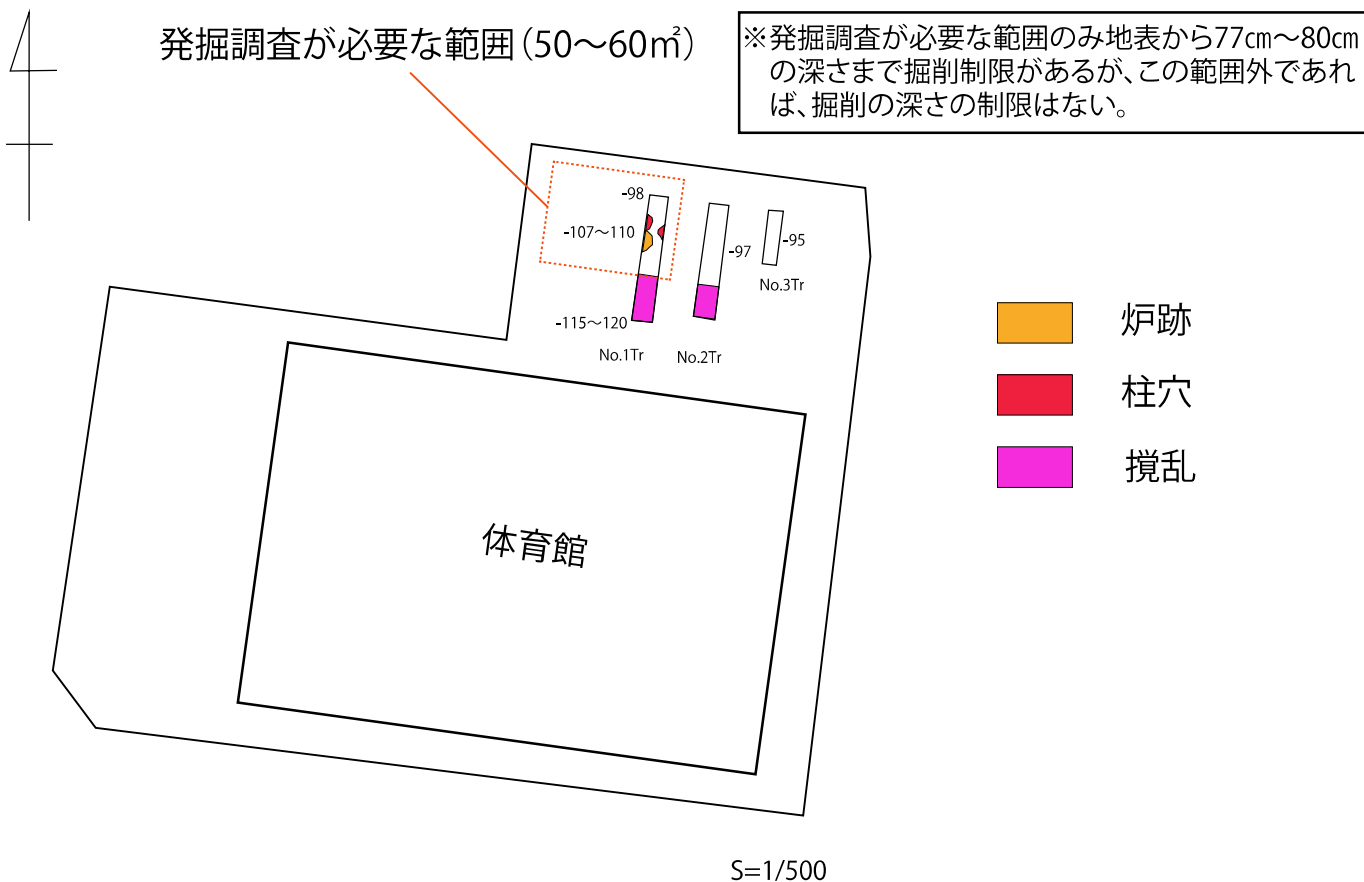 発掘調査が必要な範囲(50～60㎡)
※発掘調査が必要な範囲のみ地表から77㎝～80㎝
の深さまで掘削制限があるが、この範囲外であれ
ば、掘削の深さの制限はない。
-98
-107～110
-97
-95
No.3Tr
-115～120
No.1Tr
No.2Tr
炉跡
柱穴
撹乱
体育館
S=1/500